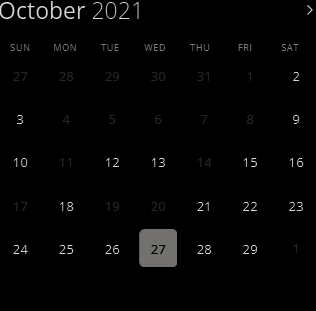 October 2021
SUN MON TUE WED THU FRI SAT
27 28 29 30 31 1 2
3 4 5 6 7 8 9
10 11 12 13 14 15 16
17 18 19 20 21 22 23
24 25 26 27 28 29 1